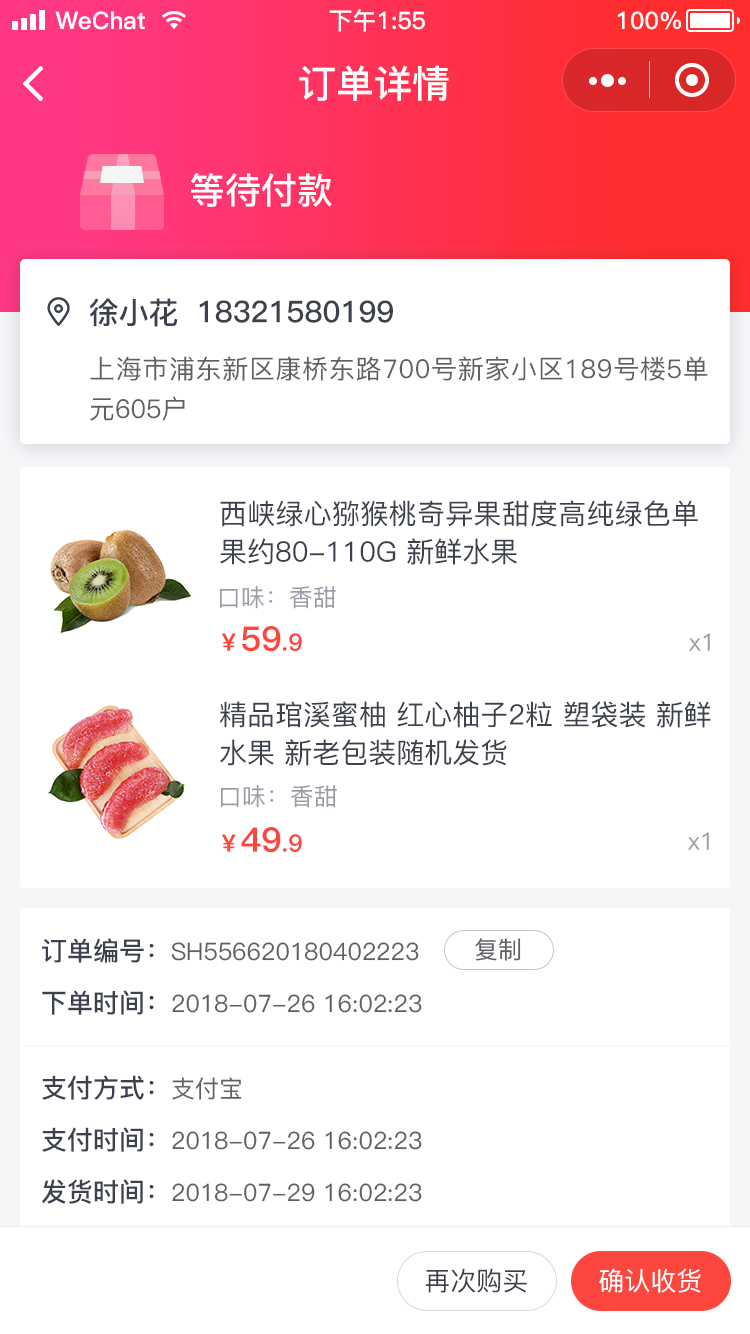 WeChat 下午1:55 100%
订单详情
等待付款
徐小花 18321580199
上海市浦东新区康桥东路700号新家小区189号楼5单
元605户
西峡绿心猕猴桃奇异果甜度高纯绿色单
果约80-110G 新鲜水果
口味：香甜
¥59.9 x1
精品琯溪蜜柚 红心柚子2粒 塑袋装 新鲜
水果 新老包装随机发货
口味：香甜
¥49.9 x1
订单编号：SH556620180402223 复制
下单时间：2018-07-26 16:02:23
支付方式：支付宝
支付时间：2018-07-26 16:02:23
发货时间：2018-07-29 16:02:23
再次购买 确认收货